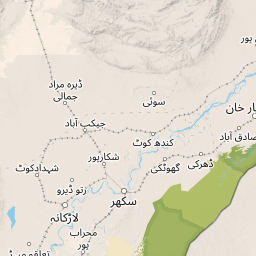 پور
ڈیرہ مراد
جمالی
سوئی
یار خان
جیکب آباد
صادق آباد
کندھ کوٹ
شکارپور
گھوٹکی
ڈھرکی
شہدادکوٹ
رتو ڈیرو
سکھر
لاڑکانہ
محراب
پور